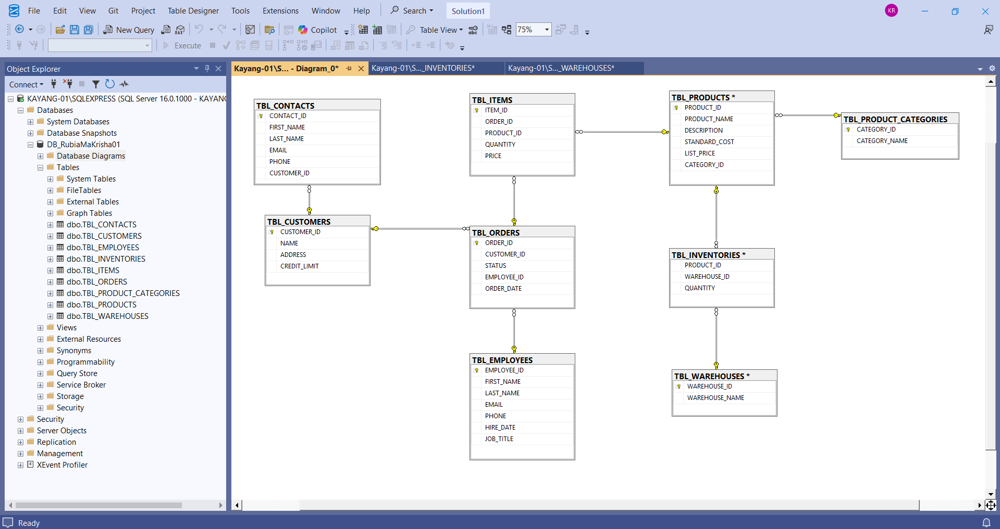 File Edit View Git Project Table Designer Tools Extensions Window Help Search Solution1 KR
New Query DAX Copilot Table View abc 75%
Execute
Object Explorer
Connect
KAYANG-01\SQLEXPRESS (SQL Server 16.0.1000 - KAYANG
Databases
System Databases
Database Snapshots
DB_RubiaMaKrisha01
Database Diagrams
Tables
System Tables
FileTables
External Tables
Graph Tables
dbo.TBL_CONTACTS
dbo.TBL_CUSTOMERS
dbo.TBL_EMPLOYEES
dbo.TBL_INVENTORIES
dbo.TBL_ITEMS
dbo.TBL_ORDERS
dbo.TBL_PRODUCT_CATEGORIES
dbo.TBL_PRODUCTS
dbo.TBL_WAREHOUSES
Views
External Resources
Synonyms
Programmability
Query Store
Service Broker
Storage
Security
Security
Server Objects
Replication
Management
XEvent Profiler
Kayang-01\S... - Diagram_0* Kayang-01\S..._INVENTORIES* Kayang-01\S..._WAREHOUSES*
TBL_CONTACTS
CONTACT_ID
FIRST_NAME
LAST_NAME
EMAIL
PHONE
CUSTOMER_ID
TBL_CUSTOMERS
CUSTOMER_ID
NAME
ADDRESS
CREDIT_LIMIT
TBL_ITEMS
ITEM_ID
ORDER_ID
PRODUCT_ID
QUANTITY
PRICE
TBL_ORDERS
ORDER_ID
CUSTOMER_ID
STATUS
EMPLOYEE_ID
ORDER_DATE
TBL_EMPLOYEES
EMPLOYEE_ID
FIRST_NAME
LAST_NAME
EMAIL
PHONE
HIRE_DATE
JOB_TITLE
TBL_PRODUCTS *
PRODUCT_ID
PRODUCT_NAME
DESCRIPTION
STANDARD_COST
LIST_PRICE
CATEGORY_ID
TBL_INVENTORIES *
PRODUCT_ID
WAREHOUSE_ID
QUANTITY
TBL_WAREHOUSES *
WAREHOUSE_ID
WAREHOUSE_NAME
TBL_PRODUCT_CATEGORIES
CATEGORY_ID
CATEGORY_NAME
Ready